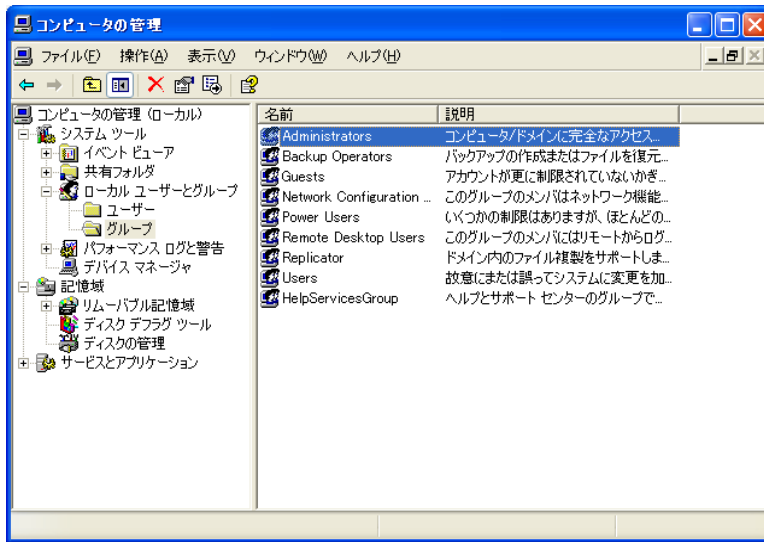 コンピュータの管理
ファイル(F) 操作(A) 表示(V) ウィンドウ(W) ヘルプ(H)
コンピュータの管理 (ローカル)
システム ツール
イベント ビューア
共有フォルダ
ローカル ユーザーとグループ
ユーザー
グループ
パフォーマンス ログと警告
デバイス マネージャ
記憶域
リムーバブル記憶域
ディスク デフラグ ツール
ディスクの管理
サービスとアプリケーション
名前 説明
Administrators コンピュータ/ドメインに完全なアクセス...
Backup Operators バックアップの作成またはファイルを復元...
Guests アカウントが更に制限されていないかぎ...
Network Configuration ... このグループのメンバはネットワーク機能...
Power Users いくつかの制限はありますが、ほとんどの...
Remote Desktop Users このグループのメンバにはリモートからログ...
Replicator ドメイン内のファイル複製をサポートしま...
Users 故意にまたは誤ってシステムに変更を加...
HelpServicesGroup ヘルプとサポート センターのグループで...